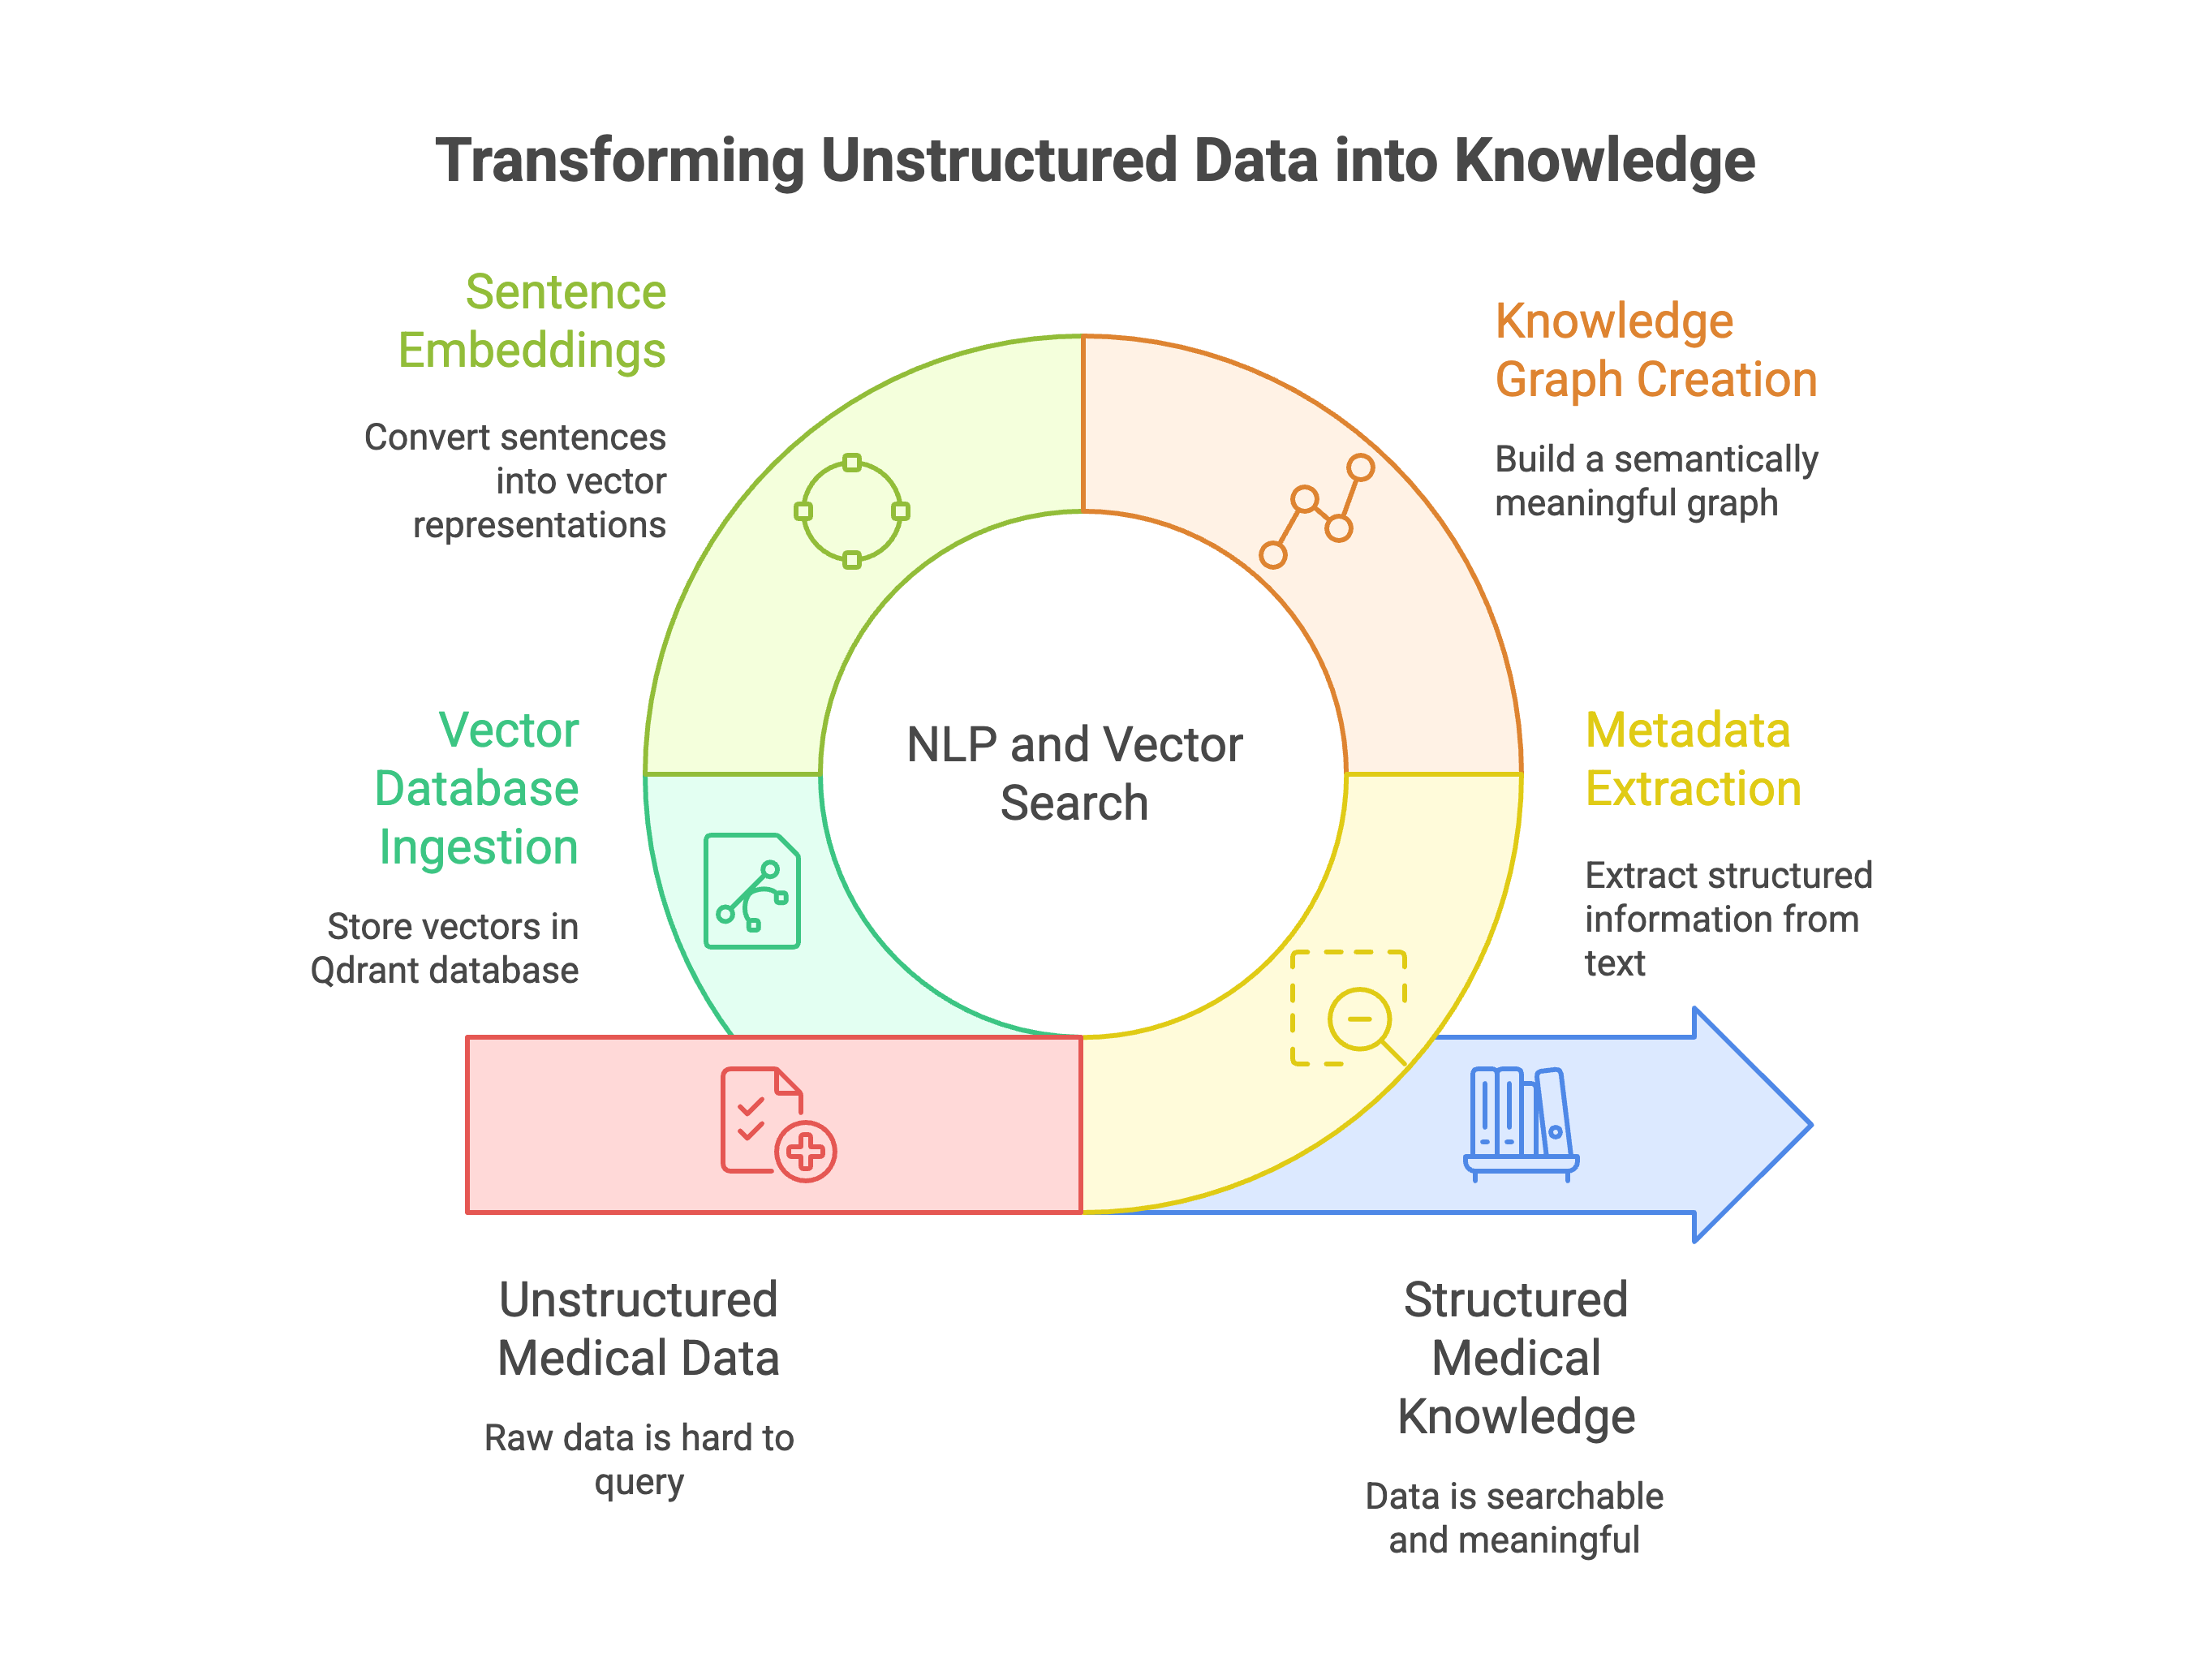 Transforming Unstructured Data into Knowledge
Sentence
Embeddings
Convert sentences
into vector
representations
Knowledge
Graph Creation
Build a semantically
meaningful graph
Vector
Database
Ingestion
Store vectors in
Qdrant database
NLP and Vector
Search
Metadata
Extraction
Extract structured
information from
text
Unstructured
Medical Data
Raw data is hard to
query
Structured
Medical
Knowledge
Data is searchable
and meaningful